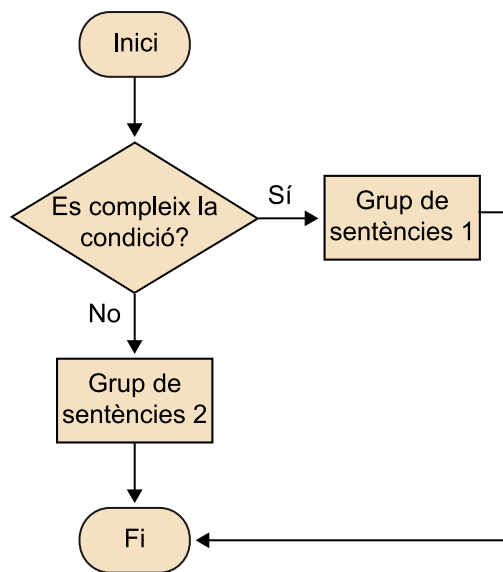 Inici
Es compleix la
condició?
Sí
Grup de
sentències 1
No
Grup de
sentències 2
Fi